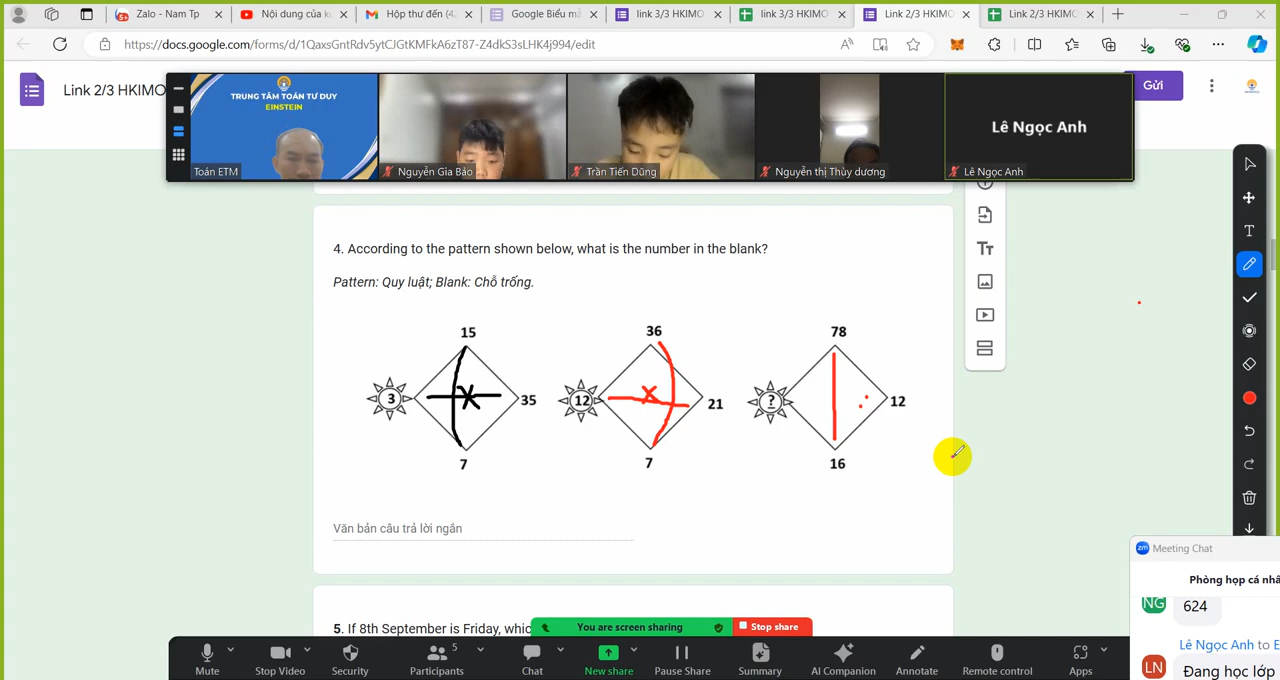 Zalo - Nam Tp
Nội dung của k
Hộp thư đến (4
Google Biểu m
link 3/3 HKIMO
link 3/3 HKIMO
Link 2/3 HKIMO
Link 2/3 HKIMO
https://docs.google.com/forms/d/1QaxsGntRdv5ytCJGtKMFkA6zT87-Z4dkS3sLHK4j994/edit
Link 2/3 HKIMO
Gửi
TRUNG TÂM TOÁN TƯ DUY
EINSTEIN
Toán ETM
Nguyễn Gia Bảo
Trần Tiến Dũng
Nguyễn thị Thùy dương
Lê Ngọc Anh
Lê Ngọc Anh
4. According to the pattern shown below, what is the number in the blank?
Pattern: Quy luật; Blank: Chỗ trống.
15
3
35
7
36
12
21
7
78
?
12
16
Văn bản câu trả lời ngắn
5. If 8th September is Friday, whic
You are screen sharing
Stop share
Meeting Chat
Phòng họp cá nhâ
NG
624
Lê Ngọc Anh to E
LN
Đang học lớp
Mute
Stop Video
Security
5
Participants
Chat
New share
Pause Share
Summary
AI Companion
Annotate
Remote control
Apps